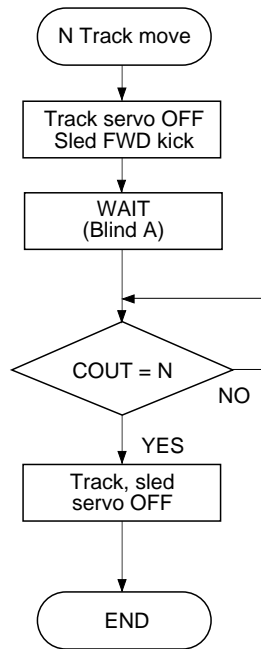 N Track move
Track servo OFF
Sled FWD kick
WAIT
(Blind A)
COUT = N
NO
YES
Track, sled
servo OFF
END